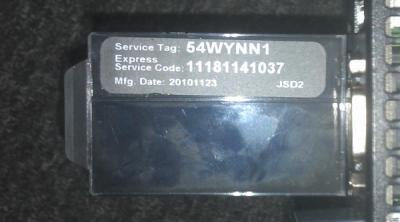 Service Tag: 54WYNN1
Express
Service Code: 11181141037
Mfg. Date: 20101123 JSD2